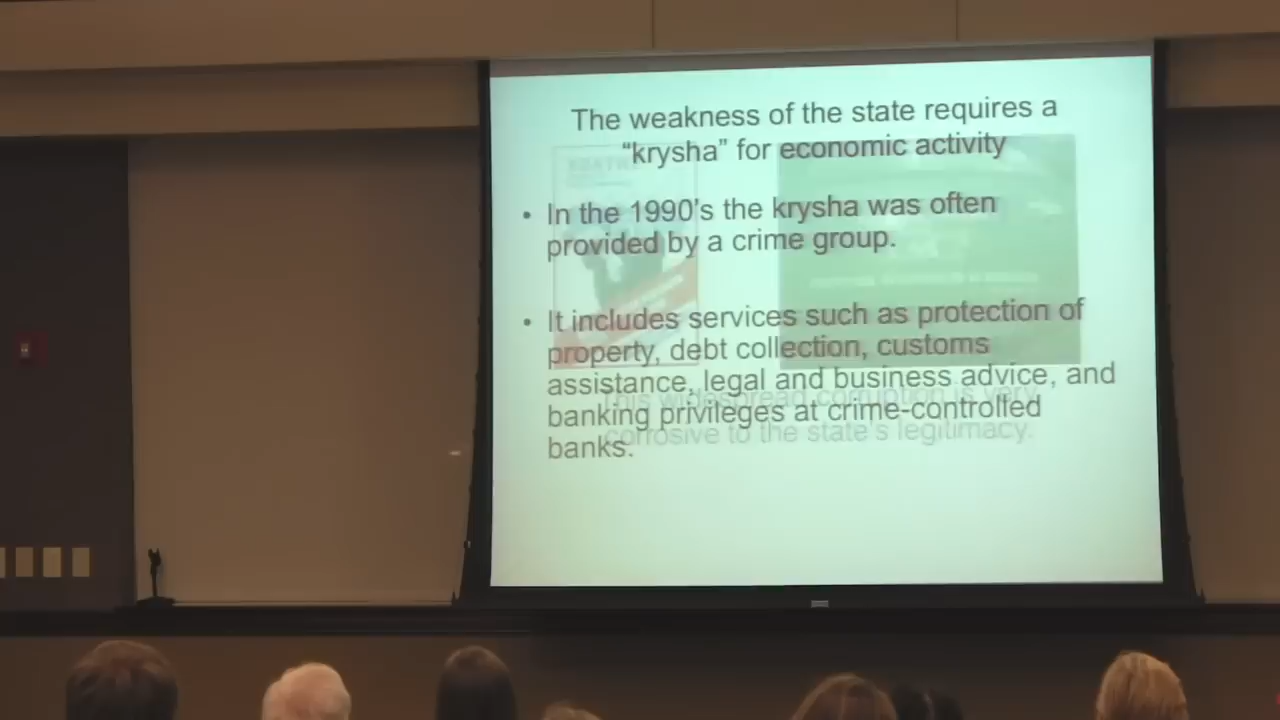 The weakness of the state requires a
“krysha” for economic activity
• In the 1990's the krysha was often
provided by a crime group.
• It includes services such as protection of
property, debt collection, customs
assistance, legal and business advice, and
banking privileges at crime-controlled
banks.
This widespread corruption is very
corrosive to the state's legitimacy.